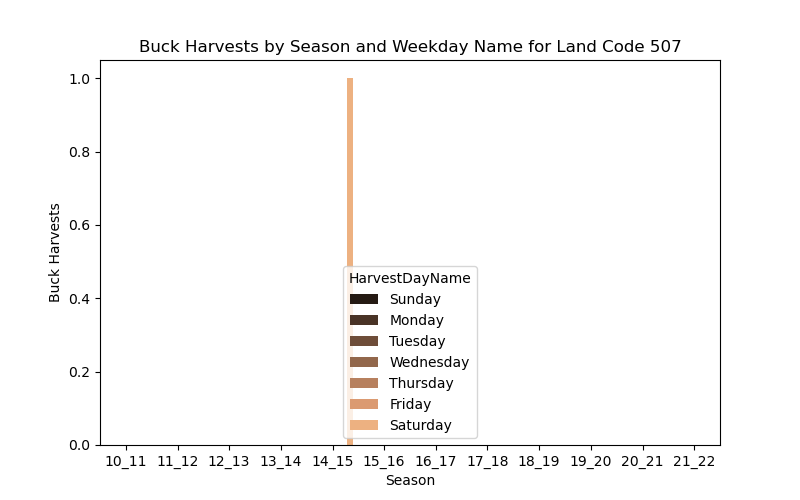 Buck Harvests by Season and Weekday Name for Land Code 507
Buck Harvests
1.0
0.8
0.6
0.4
0.2
0.0
HarvestDayName
Sunday
Monday
Tuesday
Wednesday
Thursday
Friday
Saturday
10_11 11_12 12_13 13_14 14_15 15_16 16_17 17_18 18_19 19_20 20_21 21_22
Season